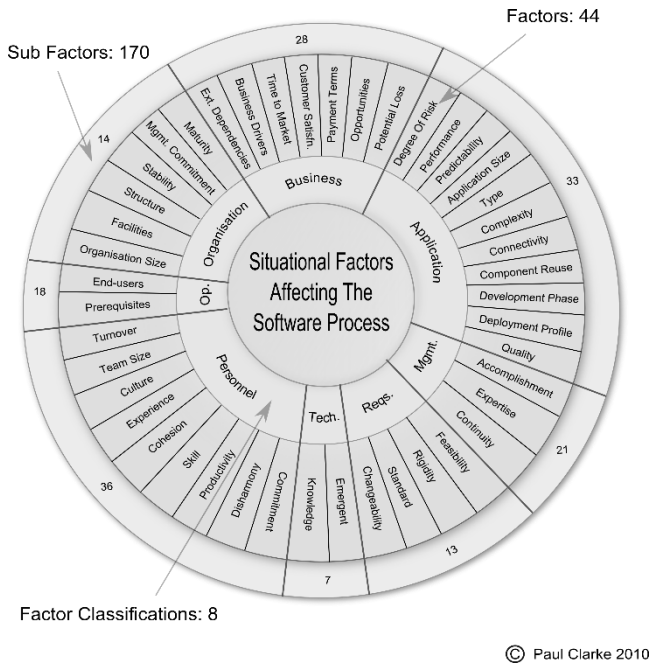 Factors: 44
Sub Factors: 170
28
33
21
13
7
36
18
14
Situational Factors
Affecting The
Software Process
Business
Application
Mgmt.
Reqs.
Tech.
Personnel
Op.
Organisation
Ext. Dependencies
Business Drivers
Time to Market
Customer Satisfn.
Payment Terms
Opportunities
Potential Loss
Degree Of Risk
Performance
Predictability
Application Size
Type
Complexity
Connectivity
Component Reuse
Development Phase
Deployment Profile
Quality
Accomplishment
Expertise
Continuity
Feasibility
Rigidity
Standard
Changeability
Emergent
Knowledge
Commitment
Disharmony
Productivity
Skill
Cohesion
Experience
Culture
Team Size
Turnover
Prerequisites
End-users
Organisation Size
Facilities
Structure
Stability
Mgmt. Commitment
Maturity
Factor Classifications: 8
© Paul Clarke 2010